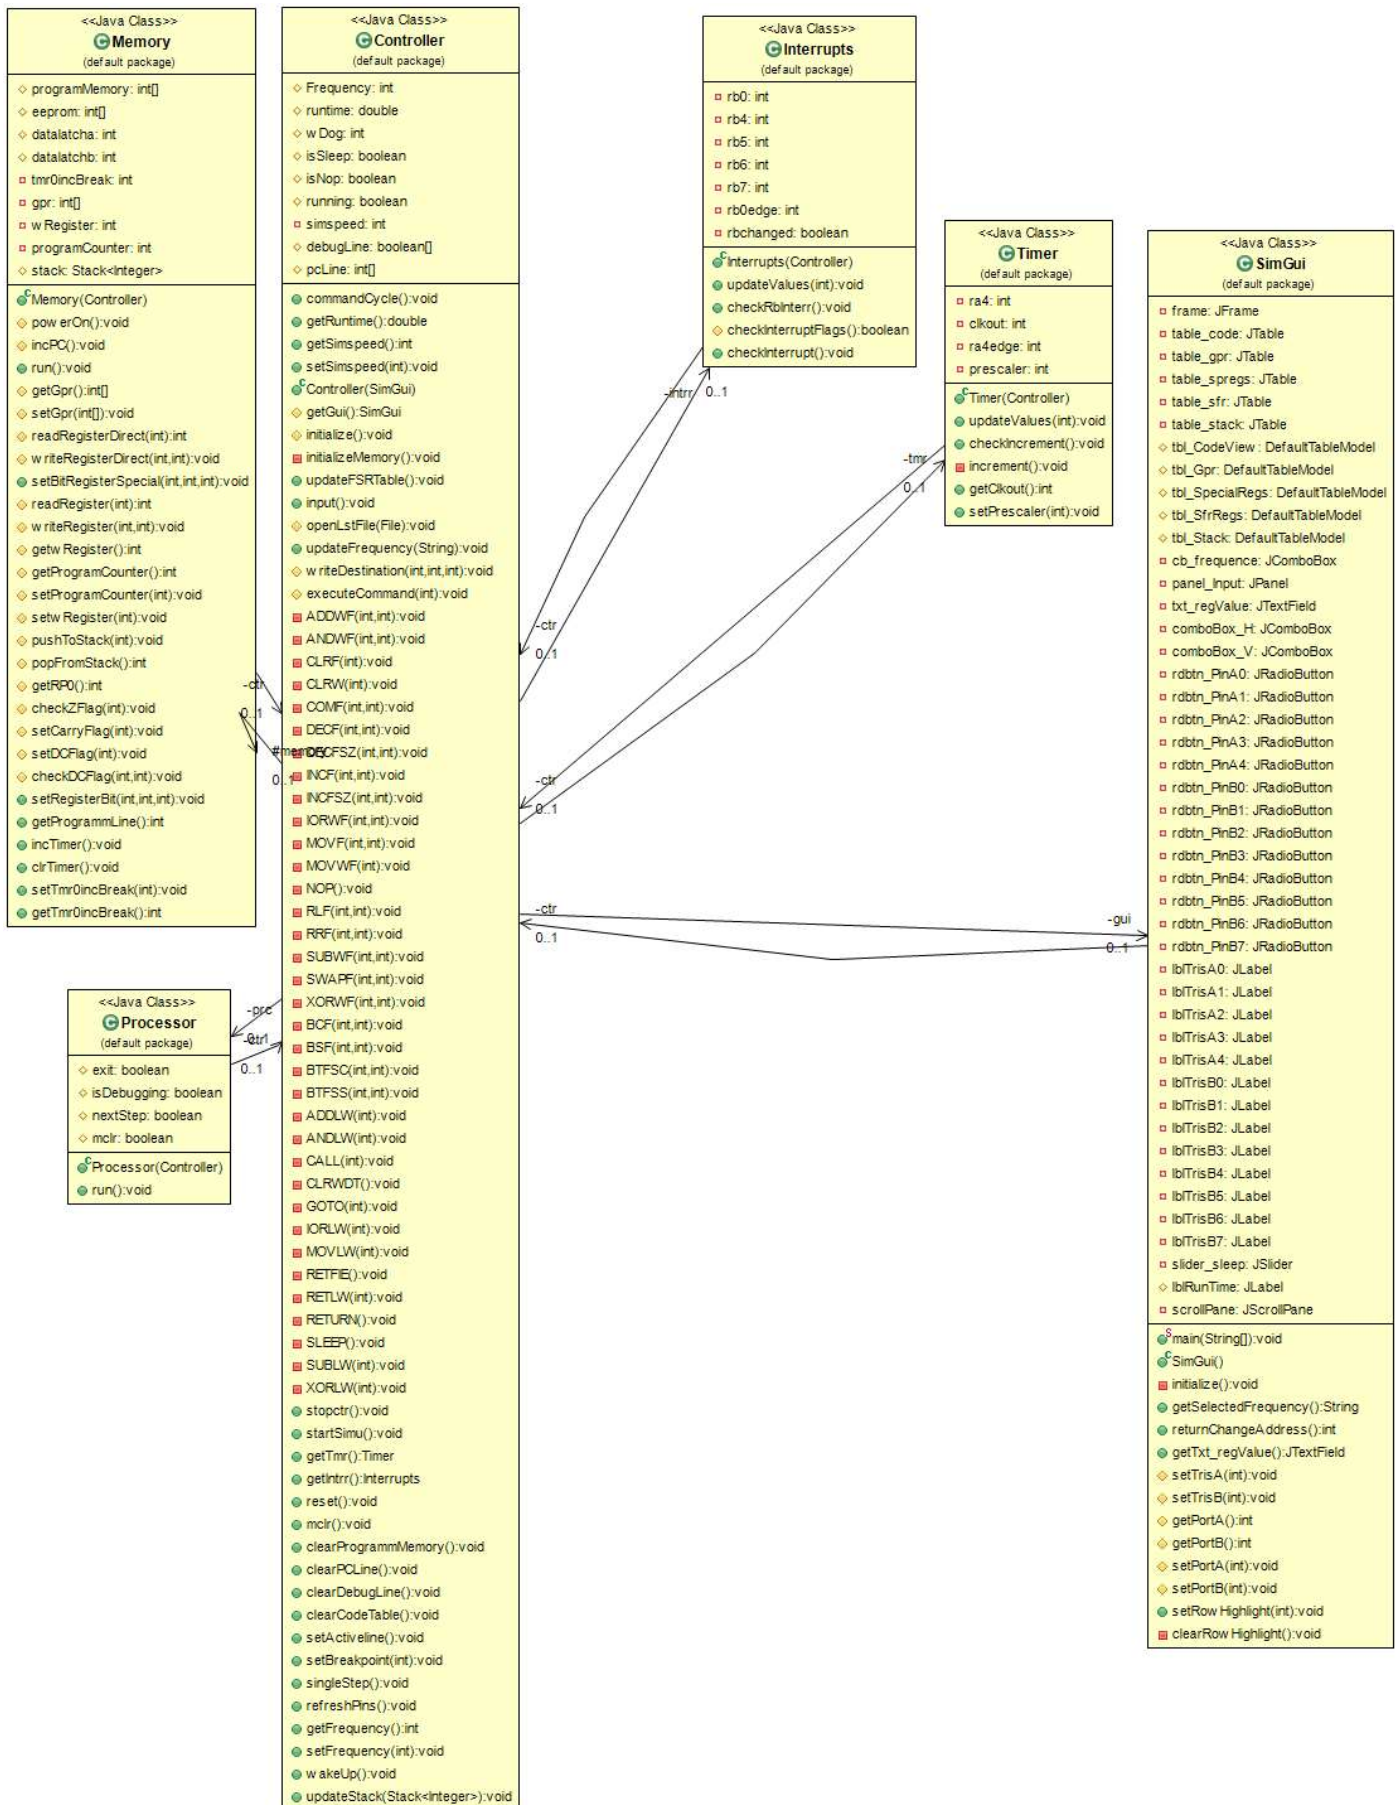 <<Java Class>>
Memory
(default package)
programMemory: int[]
eeprom: int[]
datalatcha: int
datalatchb: int
tmr0incBreak: int
gpr: int[]
wRegister: int
programCounter: int
stack: Stack<Integer>
Memory(Controller)
powerOn():void
incPC():void
run():void
getGpr():int[]
setGpr(int[]):void
readRegisterDirect(int):int
writeRegisterDirect(int,int):void
setBitRegisterSpecial(int,int,int):void
readRegister(int):int
writeRegister(int,int):void
getwRegister():int
getProgramCounter():int
setProgramCounter(int):void
setwRegister(int):void
pushToStack(int):void
popFromStack():int
getRP0():int
checkZFlag(int):void
setCarryFlag(int):void
setDCFlag(int):void
checkDCFlag(int,int):void
setRegisterBit(int,int,int):void
getProgrammLine():int
incTimer():void
clrTimer():void
setTmr0incBreak(int):void
getTmr0incBreak():int
-ctr
0..1
#memory
0..1
<<Java Class>>
Processor
(default package)
exit: boolean
isDebugging: boolean
nextStep: boolean
mclr: boolean
Processor(Controller)
run():void
-prc
0..1
-ctr
0..1
<<Java Class>>
Controller
(default package)
Frequency: int
runtime: double
wDog: int
isSleep: boolean
isNop: boolean
running: boolean
simspeed: int
debugLine: boolean[]
pcLine: int[]
commandCycle():void
getRuntime():double
getSimspeed():int
setSimspeed(int):void
Controller(SimGui)
getGui():SimGui
initialize():void
initializeMemory():void
updateFSRTable():void
input():void
openLstFile(File):void
updateFrequency(String):void
writeDestination(int,int,int):void
executeCommand(int):void
ADDWF(int,int):void
ANDWF(int,int):void
CLRF(int):void
CLRW(int):void
COMF(int,int):void
DECF(int,int):void
DECFSZ(int,int):void
INCF(int,int):void
INCFSZ(int,int):void
IORWF(int,int):void
MOVF(int,int):void
MOVWF(int):void
NOP():void
RLF(int,int):void
RRF(int,int):void
SUBWF(int,int):void
SWAPF(int,int):void
XORWF(int,int):void
BCF(int,int):void
BSF(int,int):void
BTFSC(int,int):void
BTFSS(int,int):void
ADDLW(int):void
ANDLW(int):void
CALL(int):void
CLRWDT():void
GOTO(int):void
IORLW(int):void
MOVLW(int):void
RETFIE():void
RETLW(int):void
RETURN():void
SLEEP():void
SUBLW(int):void
XORLW(int):void
stopctr():void
startSimu():void
getTmr():Timer
getIntrr():Interrupts
reset():void
mclr():void
clearProgrammMemory():void
clearPCLine():void
clearDebugLine():void
clearCodeTable():void
setActiveline():void
setBreakpoint(int):void
singleStep():void
refreshPins():void
getFrequency():int
setFrequency(int):void
wakeUp():void
updateStack(Stack<Integer>):void
-ctr
0..1
-ctr
0..1
-ctr
0..1
<<Java Class>>
Interrupts
(default package)
rb0: int
rb4: int
rb5: int
rb6: int
rb7: int
rb0edge: int
rbchanged: boolean
Interrupts(Controller)
updateValues(int):void
checkRbInterr():void
checkInterruptFlags():boolean
checkInterrupt():void
-intrr
0..1
<<Java Class>>
Timer
(default package)
ra4: int
clkout: int
ra4edge: int
prescaler: int
Timer(Controller)
updateValues(int):void
checkIncrement():void
increment():void
getClkout():int
setPrescaler(int):void
-tmr
0..1
<<Java Class>>
SimGui
(default package)
frame: JFrame
table_code: JTable
table_gpr: JTable
table_spregs: JTable
table_sfr: JTable
table_stack: JTable
tbl_CodeView: DefaultTableModel
tbl_Gpr: DefaultTableModel
tbl_SpecialRegs: DefaultTableModel
tbl_SfrRegs: DefaultTableModel
tbl_Stack: DefaultTableModel
cb_frequence: JComboBox
panel_Input: JPanel
txt_regValue: JTextField
comboBox_H: JComboBox
comboBox_V: JComboBox
rdbtn_PinA0: JRadioButton
rdbtn_PinA1: JRadioButton
rdbtn_PinA2: JRadioButton
rdbtn_PinA3: JRadioButton
rdbtn_PinA4: JRadioButton
rdbtn_PinB0: JRadioButton
rdbtn_PinB1: JRadioButton
rdbtn_PinB2: JRadioButton
rdbtn_PinB3: JRadioButton
rdbtn_PinB4: JRadioButton
rdbtn_PinB5: JRadioButton
rdbtn_PinB6: JRadioButton
rdbtn_PinB7: JRadioButton
lblTrisA0: JLabel
lblTrisA1: JLabel
lblTrisA2: JLabel
lblTrisA3: JLabel
lblTrisA4: JLabel
lblTrisB0: JLabel
lblTrisB1: JLabel
lblTrisB2: JLabel
lblTrisB3: JLabel
lblTrisB4: JLabel
lblTrisB5: JLabel
lblTrisB6: JLabel
lblTrisB7: JLabel
slider_sleep: JSlider
lblRunTime: JLabel
scrollPane: JScrollPane
main(String[]):void
SimGui()
initialize():void
getSelectedFrequency():String
returnChangeAddress():int
getTxt_regValue():JTextField
setTrisA(int):void
setTrisB(int):void
getPortA():int
getPortB():int
setPortA(int):void
setPortB(int):void
setRowHighlight(int):void
clearRowHighlight():void
-gui
0..1